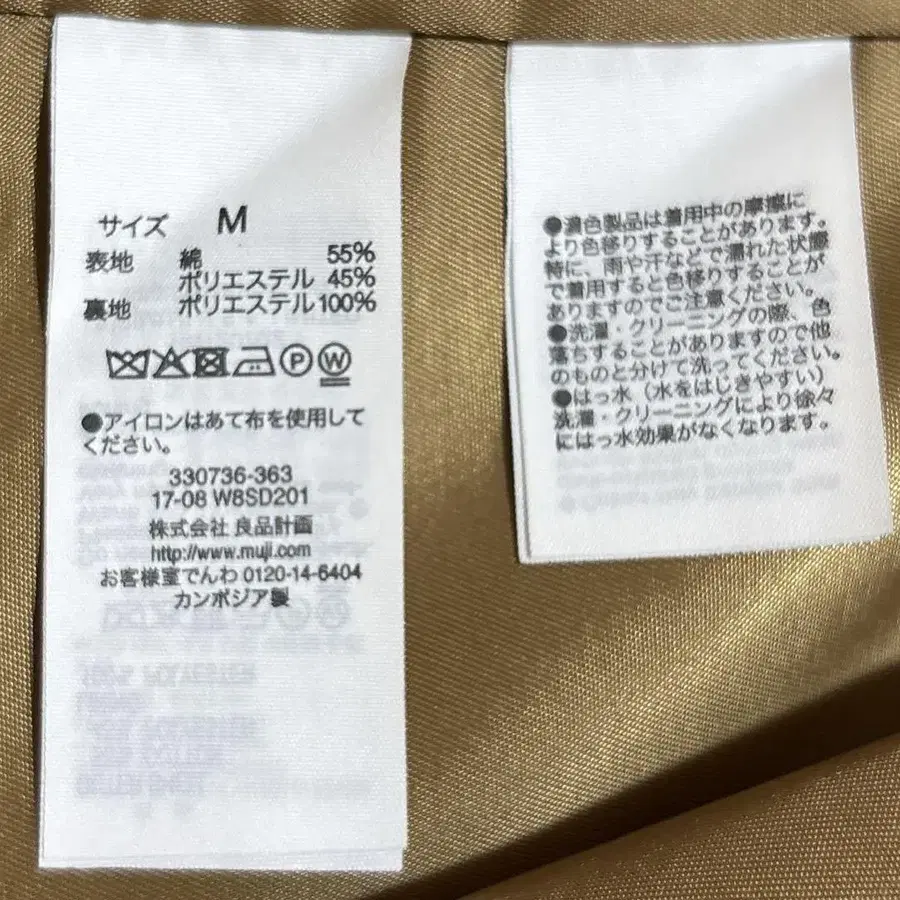 サイズ M
表地 綿 55%
ポリエステル 45%
裏地 ポリエステル 100%
●アイロンはあて布を使用して
ください。
330736-363
17-08 W8SD201
株式会社 良品計画
http://www.muji.com
お客様室でんわ 0120-14-6404
カンボジア製
●濃色製品は着用中の摩擦に
より色移りすることがあります。
特に、雨や汗などで濡れた状態
で着用すると色移りすることが
ありますのでご注意ください。
●洗濯・クリーニングの際、色
落ちすることがありますので他
のものと分けて洗ってください。
●はっ水（水をはじきやすい）
洗濯・クリーニングにより徐々
にはっ水効果がなくなります。